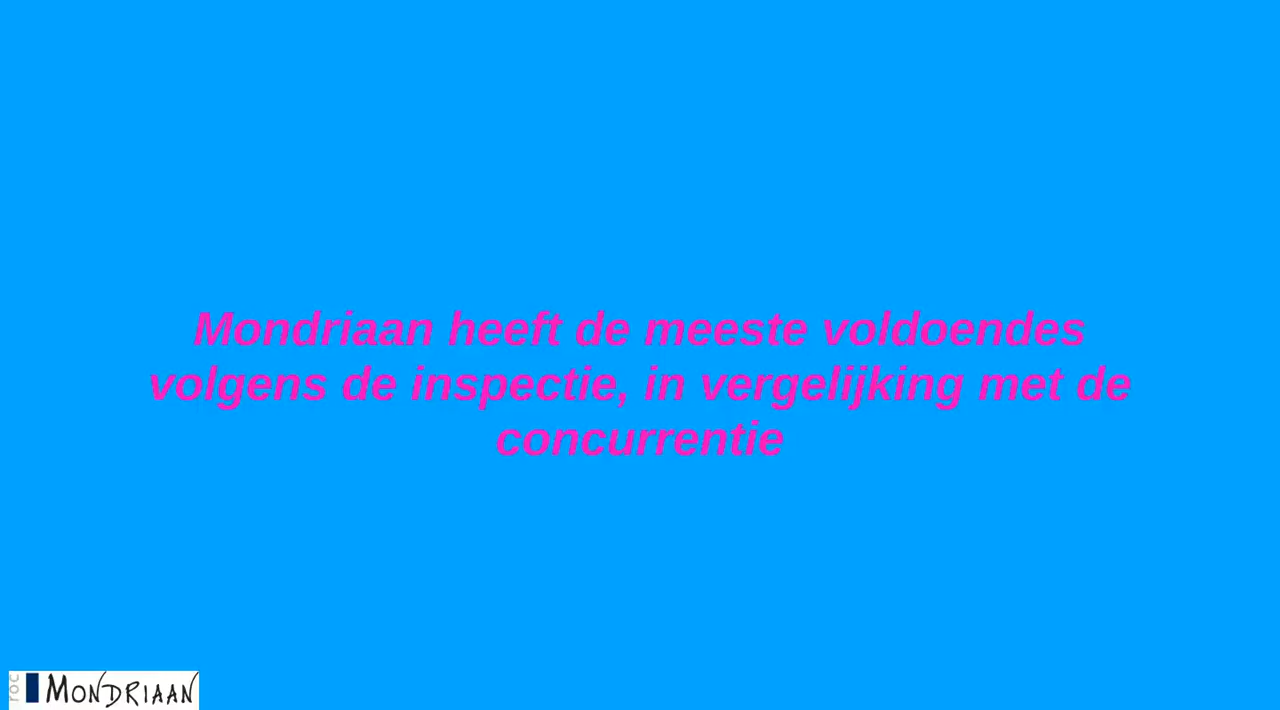 Mondriaan heeft de meeste voldoendes
volgens de inspectie, in vergelijking met de
concurrentie
roc MONDRIAAN